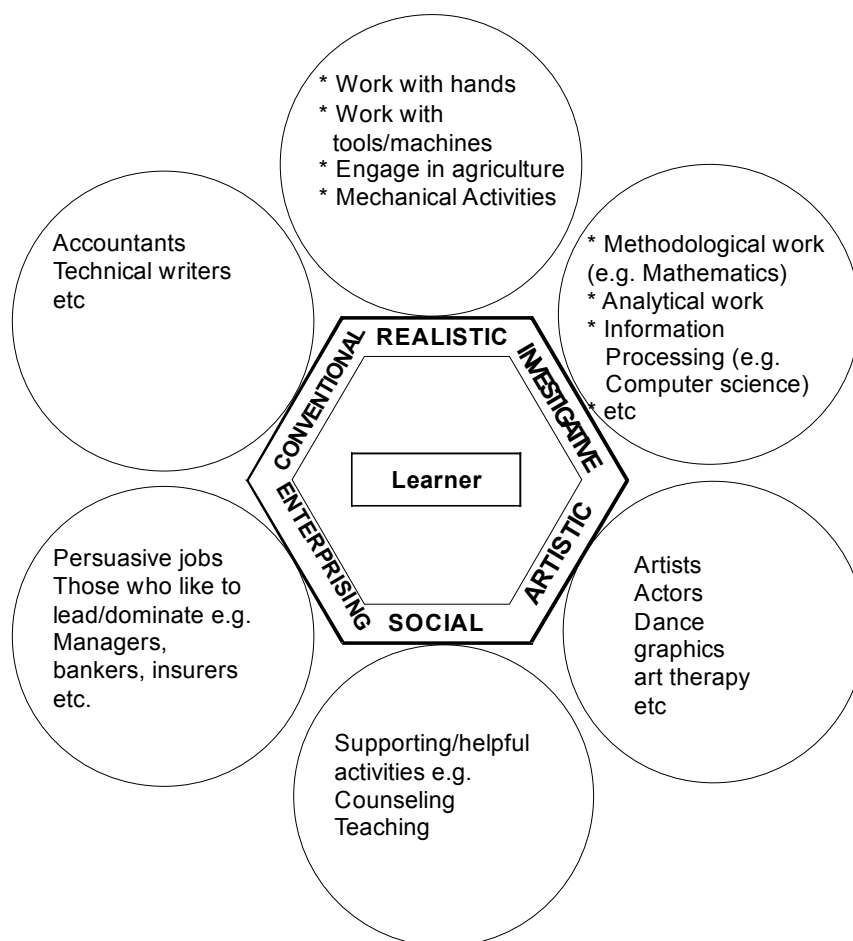 * Work with hands
* Work with
tools/machines
* Engage in agriculture
* Mechanical Activities
Accountants
Technical writers
etc
* Methodological work
(e.g. Mathematics)
* Analytical work
* Information
Processing (e.g.
Computer science)
* etc
CONVENTIONAL
REALISTIC
INVESTIGATIVE
Learner
ENTERPRISING
SOCIAL
ARTISTIC
Persuasive jobs
Those who like to
lead/dominate e.g.
Managers,
bankers, insurers
etc.
Artists
Actors
Dance
graphics
art therapy
etc
Supporting/helpful
activities e.g.
Counseling
Teaching